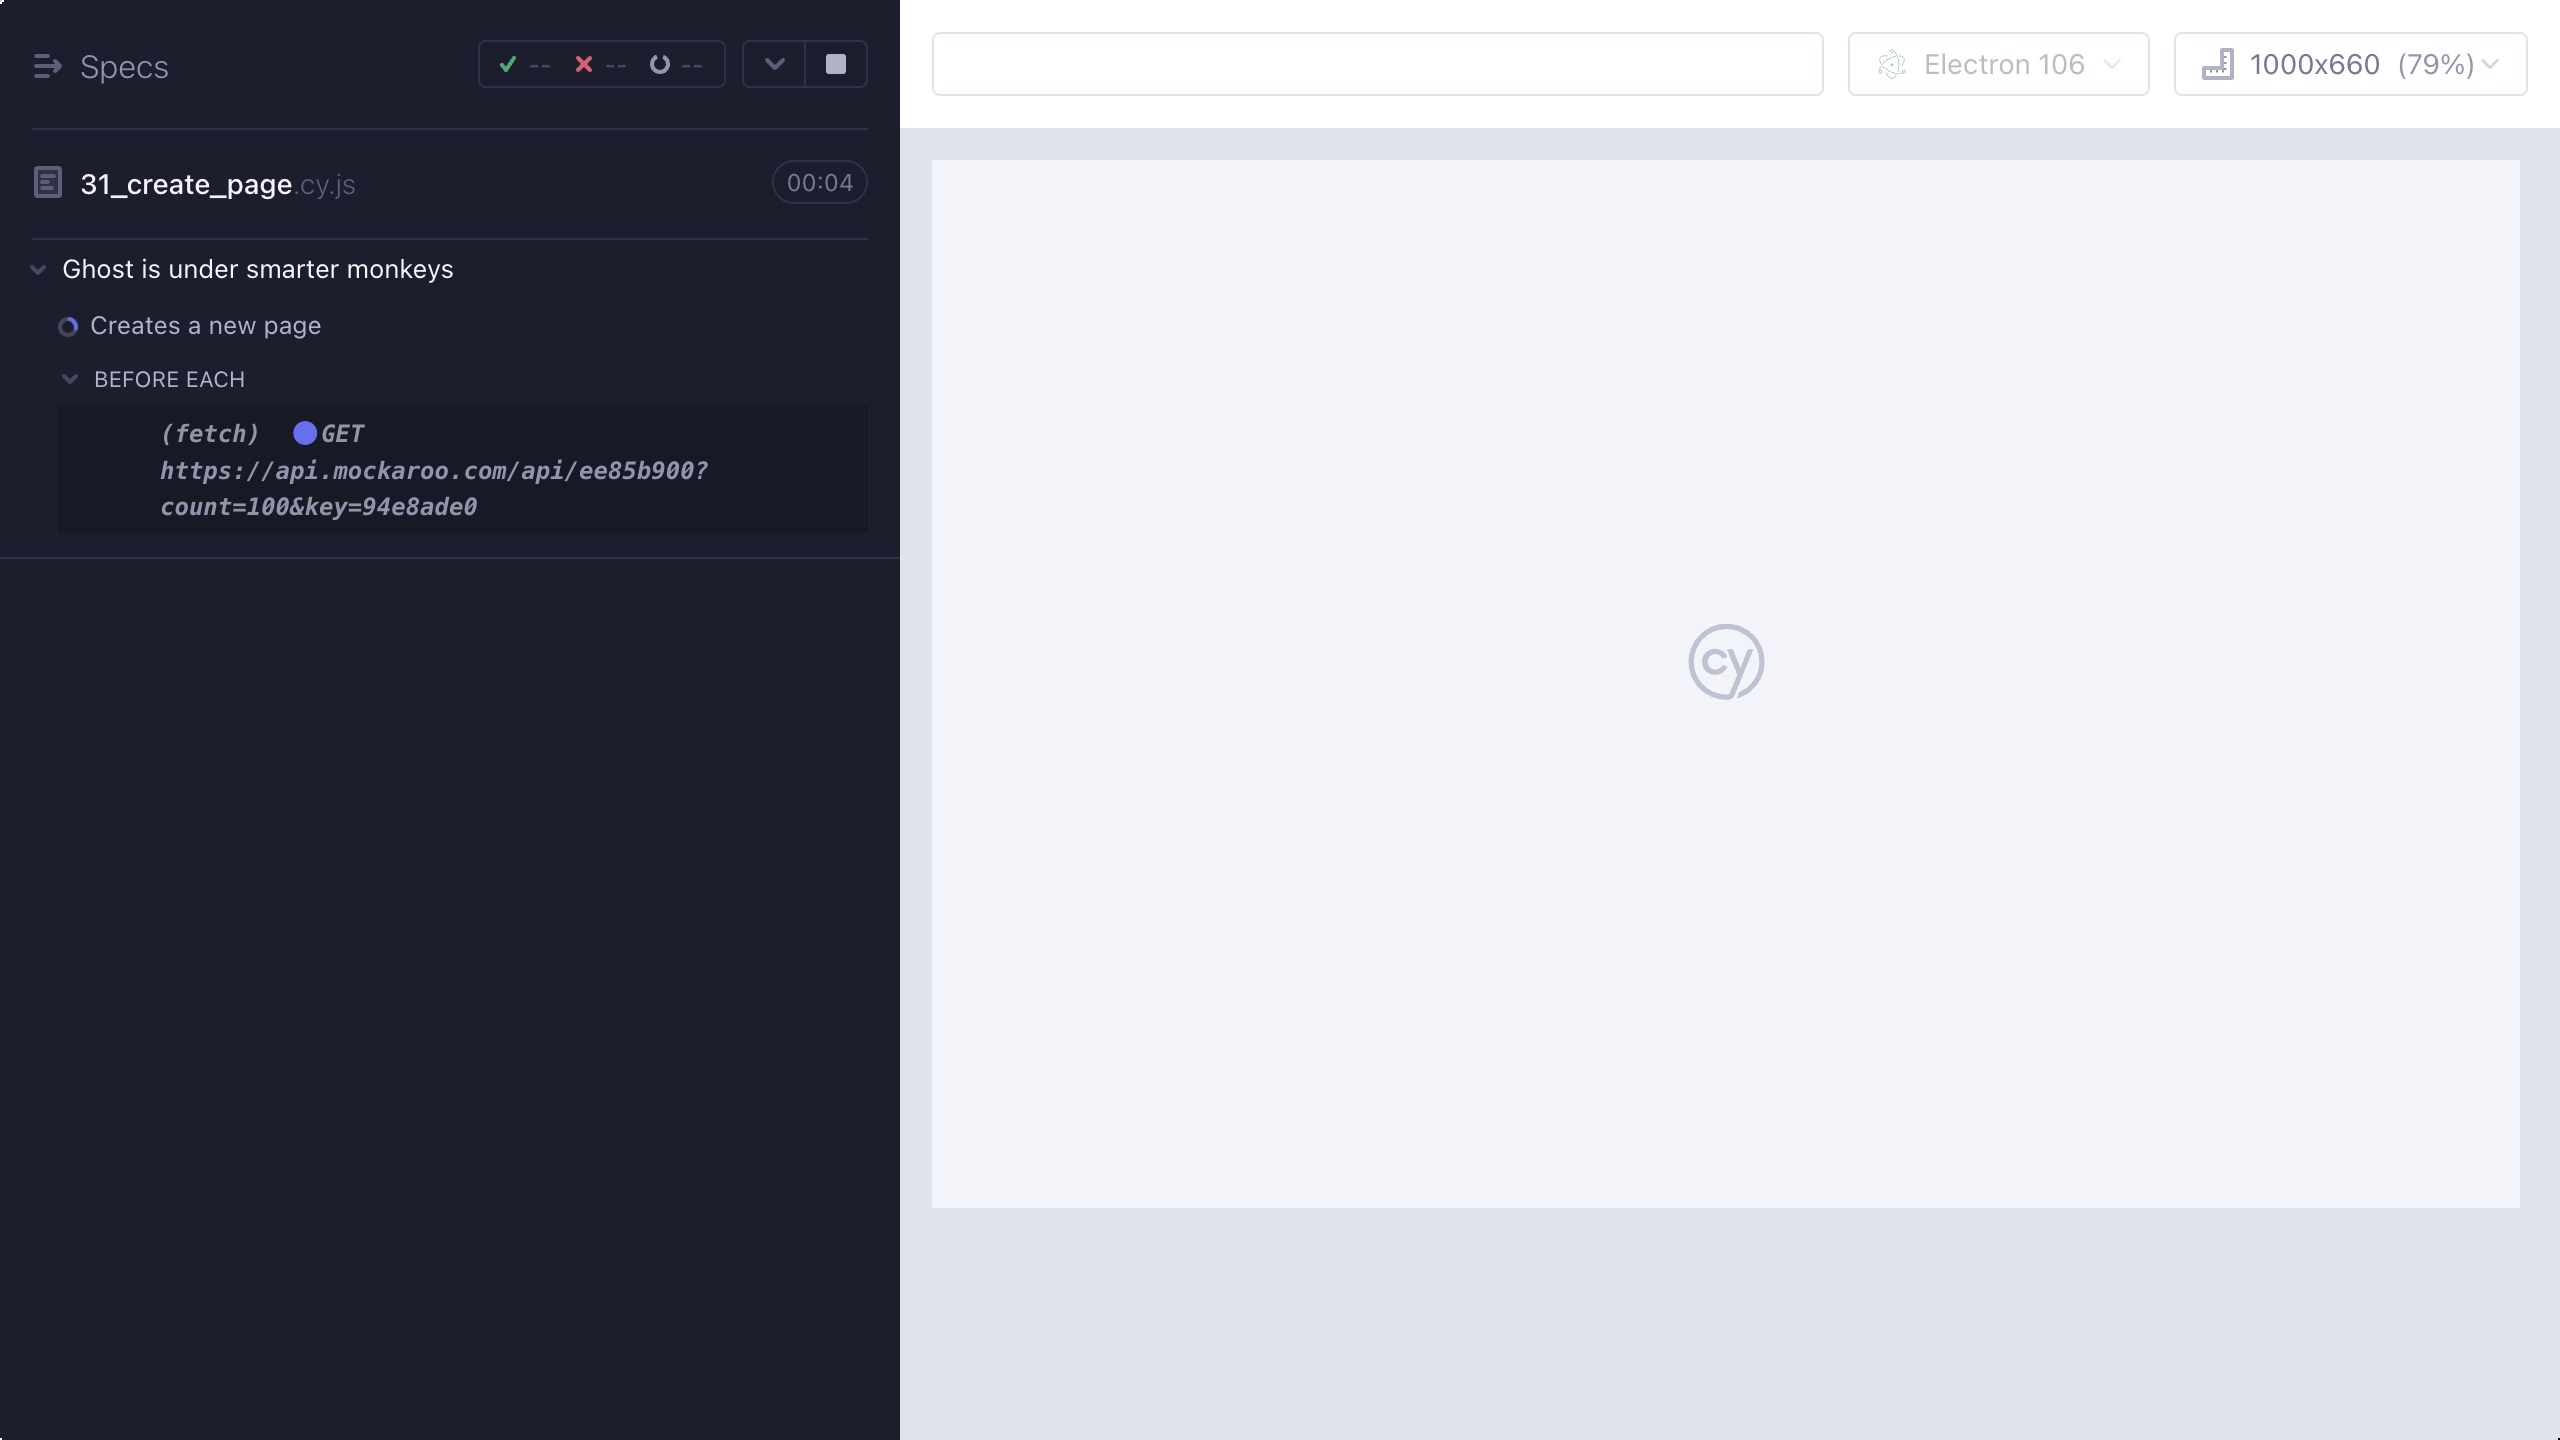 Specs
-- -- --
31_create_page.cy.js
00:04
Ghost is under smarter monkeys
Creates a new page
BEFORE EACH
(fetch) GET
https://api.mockaroo.com/api/ee85b900?
count=100&key=94e8ade0
Electron 106
1000x660 (79%)
cy